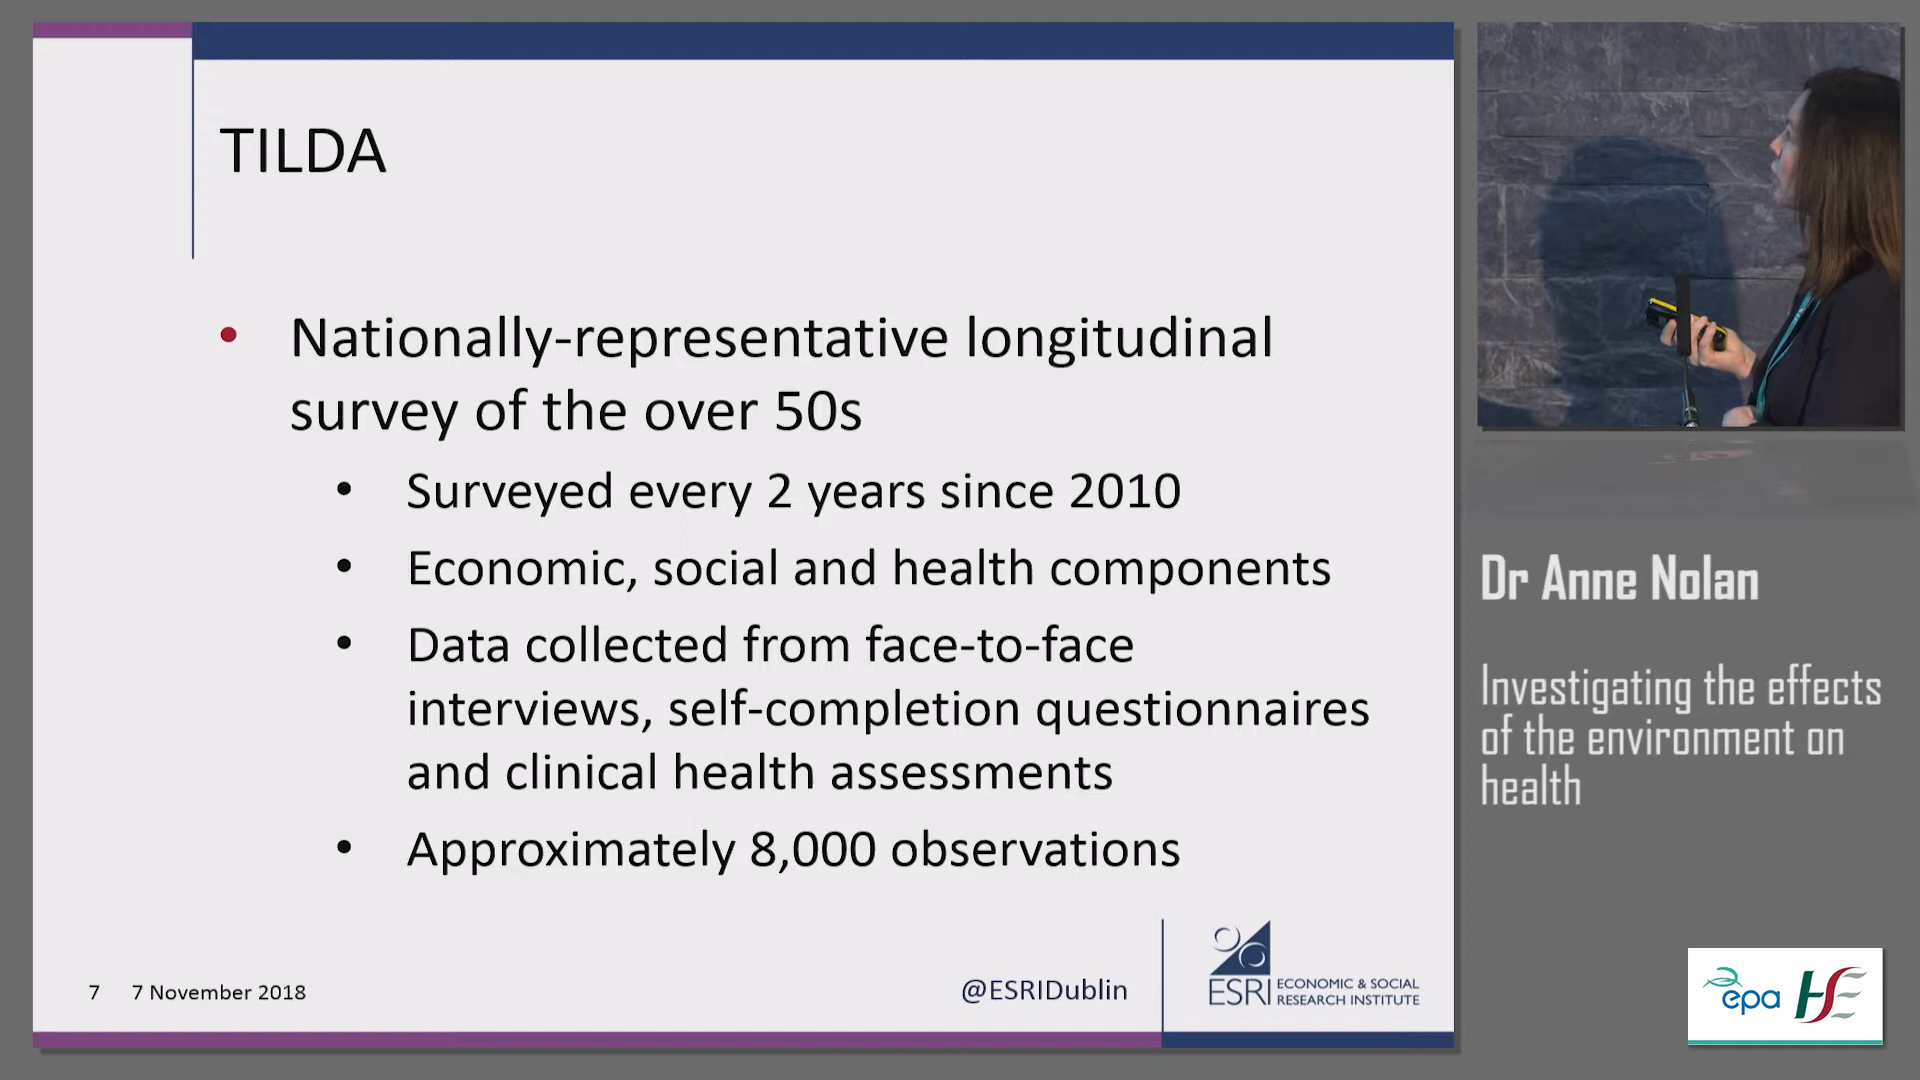 TILDA
• Nationally-representative longitudinal
survey of the over 50s
• Surveyed every 2 years since 2010
• Economic, social and health components
• Data collected from face-to-face
interviews, self-completion questionnaires
and clinical health assessments
• Approximately 8,000 observations
7 7 November 2018
@ESRIDublin
ESRI
ECONOMIC & SOCIAL
RESEARCH INSTITUTE
Dr Anne Nolan
Investigating the effects
of the environment on
health
epa
HSE